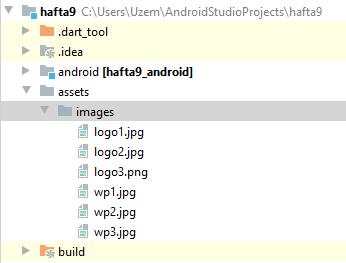 hafta9 C:\Users\Uzem\AndroidStudioProjects\hafta9
.dart_tool
.idea
android [hafta9_android]
assets
images
logo1.jpg
logo2.jpg
logo3.png
wp1.jpg
wp2.jpg
wp3.jpg
build